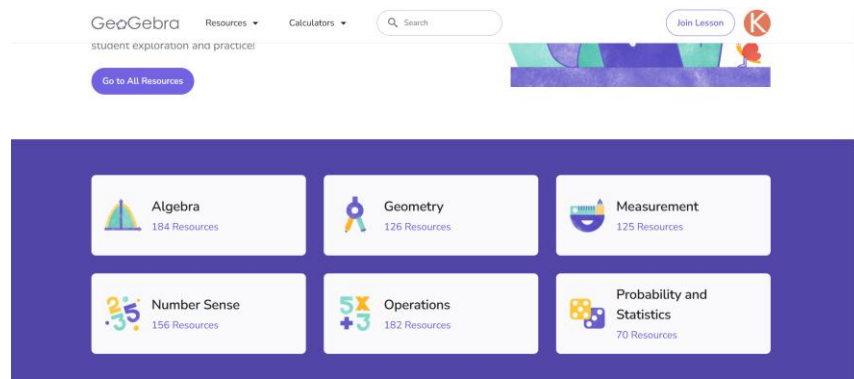 GeoGebra Resources Calculators Search Join Lesson K
student exploration and practice!
Go to All Resources
Algebra
184 Resources
Geometry
126 Resources
Measurement
125 Resources
Number Sense
156 Resources
Operations
182 Resources
Probability and
Statistics
70 Resources